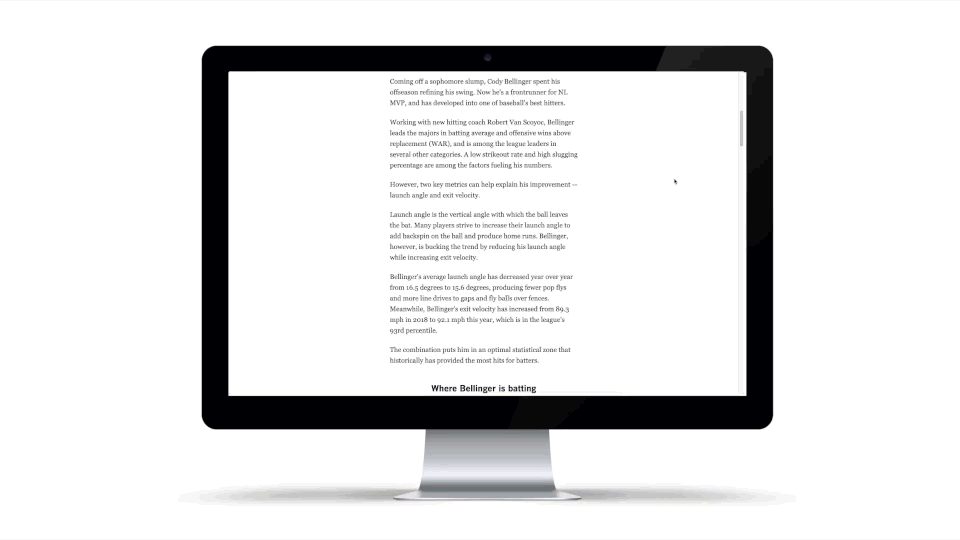 Coming off a sophomore slump, Cody Bellinger spent his
offseason refining his swing. Now he's a frontrunner for NL
MVP, and has developed into one of baseball's best hitters.
Working with new hitting coach Robert Van Scoyoc, Bellinger
leads the majors in batting average and offensive wins above
replacement (WAR), and is among the league leaders in
several other categories. A low strikeout rate and high slugging
percentage are among the factors fueling his numbers.
However, two key metrics can help explain his improvement --
launch angle and exit velocity.
Launch angle is the vertical angle with which the ball leaves
the bat. Many players strive to increase their launch angle to
add backspin on the ball and produce home runs. Bellinger,
however, is bucking the trend by reducing his launch angle
while increasing exit velocity.
Bellinger's average launch angle has decreased year over year
from 16.5 degrees to 15.6 degrees, producing fewer pop flys
and more line drives to gaps and fly balls over fences.
Meanwhile, Bellinger's exit velocity has increased from 89.3
mph in 2018 to 92.1 mph this year, which is in the league's
93rd percentile.
The combination puts him in an optimal statistical zone that
historically has provided the most hits for batters.
Where Bellinger is batting